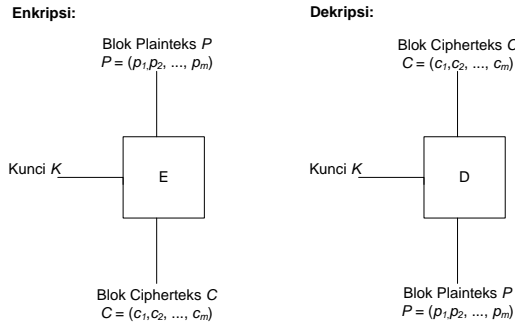 Enkripsi:
Blok Plainteks P
P = (p1,p2, ..., pm)
Kunci K
E
Blok Cipherteks C
C = (c1,c2, ..., cm)
Dekripsi:
Blok Cipherteks C
C = (c1,c2, ..., cm)
Kunci K
D
Blok Plainteks P
P = (p1,p2, ..., pm)